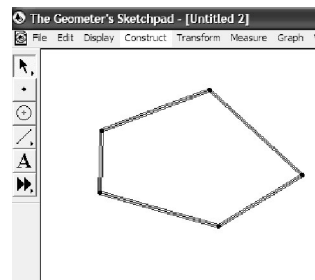 The Geometer's Sketchpad - [Untitled 2]
File Edit Display Construct Transform Measure Graph
A